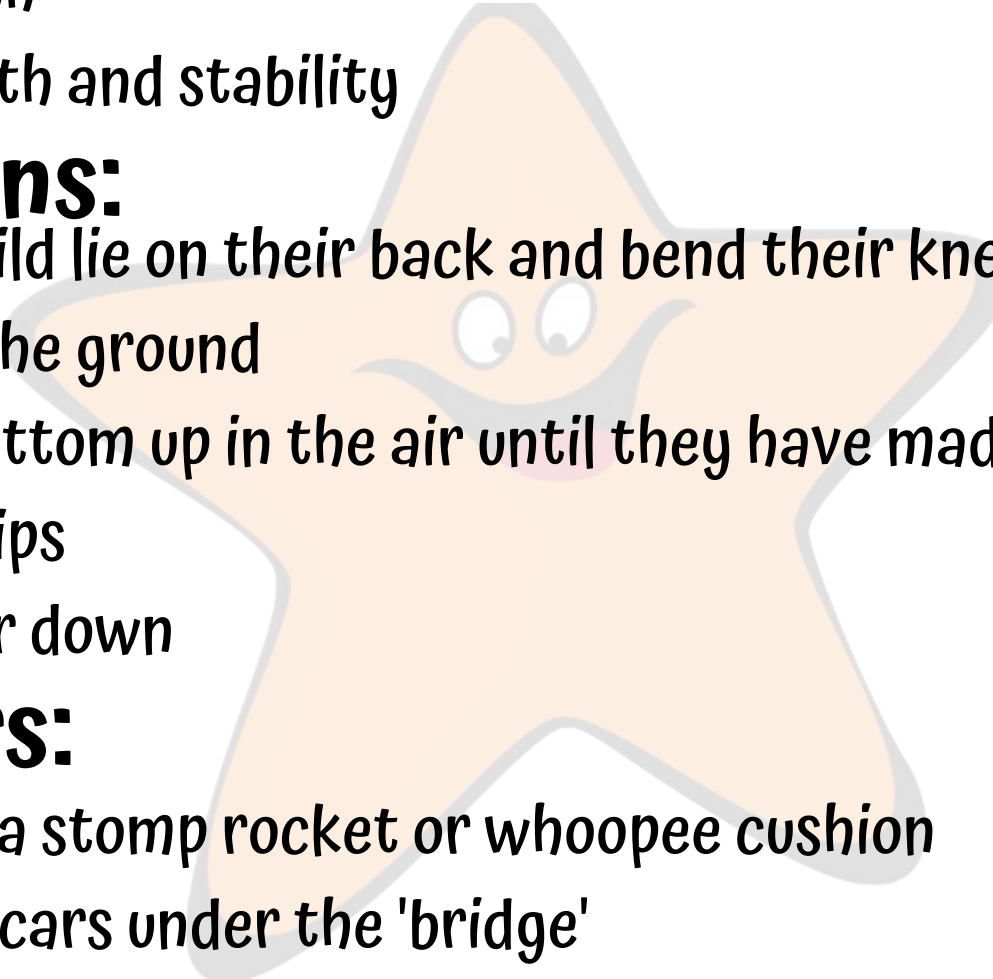 th and stability
ns:
ild lie on their back and bend their kne
he ground
ttom up in the air until they have mad
ips
r down
rs:
a stomp rocket or whoopee cushion
cars under the 'bridge'